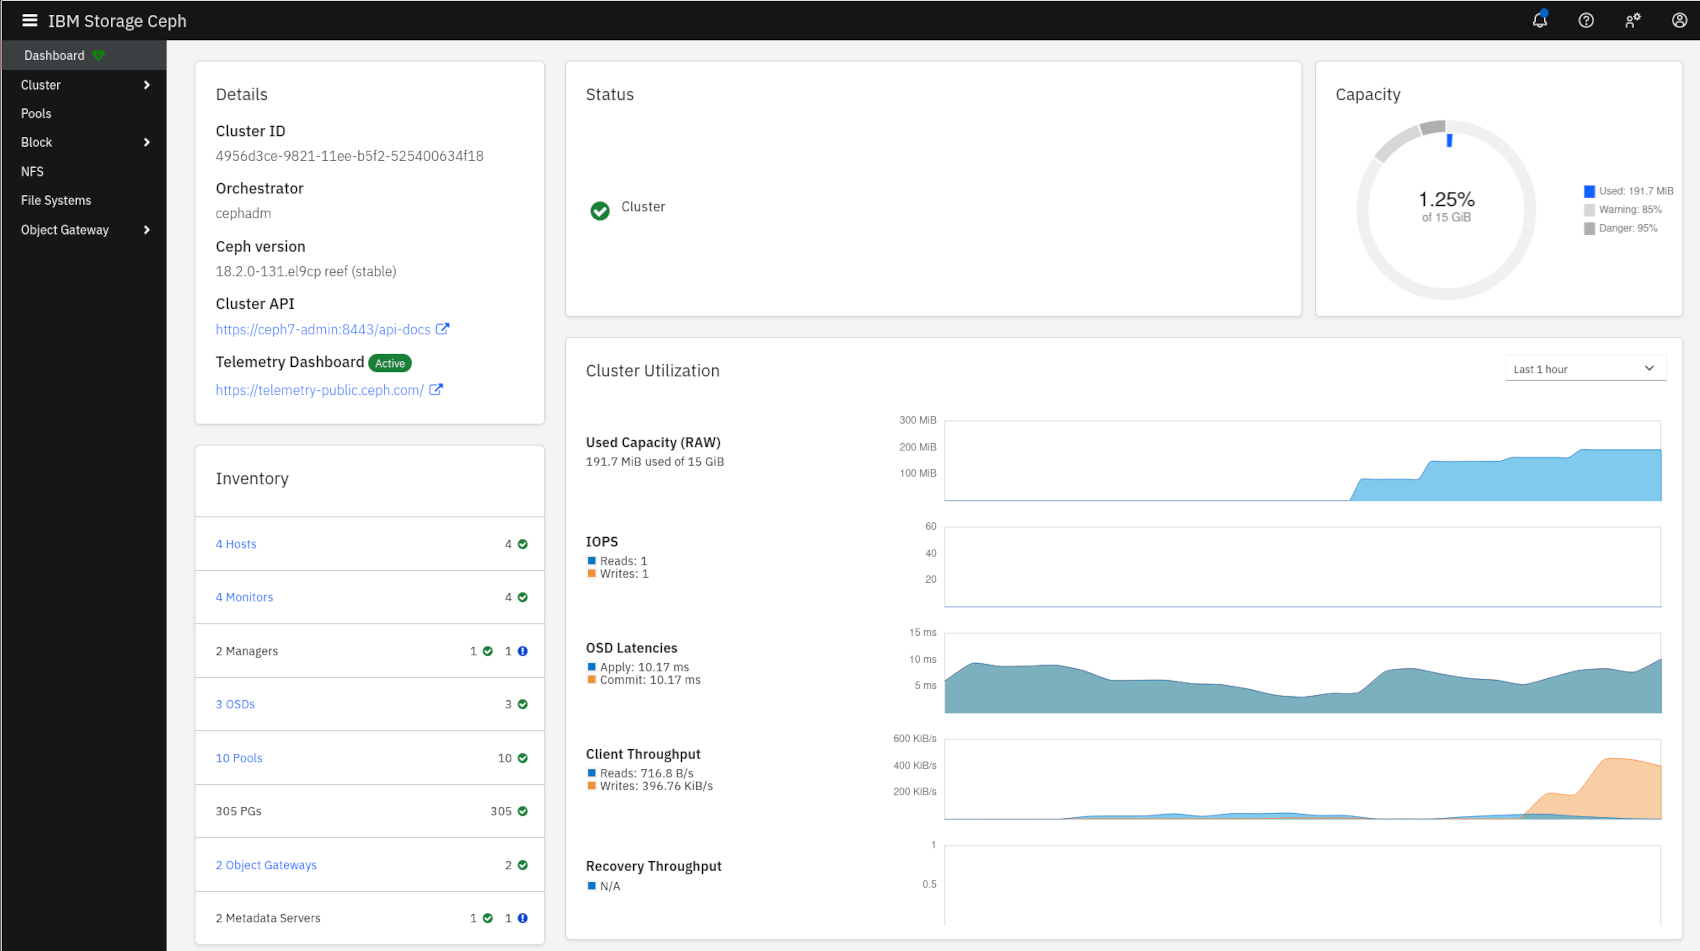 IBM Storage Ceph
Dashboard
Cluster
Pools
Block
NFS
File Systems
Object Gateway
Details
Cluster ID
4956d3ce-9821-11ee-b5f2-525400634f18
Orchestrator
cephadm
Ceph version
18.2.0-131.el9cp reef (stable)
Cluster API
https://ceph7-admin:8443/api-docs
Telemetry Dashboard Active
https://telemetry-public.ceph.com/
Inventory
4 Hosts 4
4 Monitors 4
2 Managers 1 1
3 OSDs 3
10 Pools 10
305 PGs 305
2 Object Gateways 2
2 Metadata Servers 1 1
Status
Cluster
Capacity
1.25%
of 15 GiB
Used: 191.7 MiB
Warning: 85%
Danger: 95%
Cluster Utilization
Last 1 hour
Used Capacity (RAW)
191.7 MiB used of 15 GiB
300 MiB
200 MiB
100 MiB
IOPS
Reads: 1
Writes: 1
60
40
20
OSD Latencies
Apply: 10.17 ms
Commit: 10.17 ms
15 ms
10 ms
5 ms
Client Throughput
Reads: 716.8 B/s
Writes: 396.76 KiB/s
600 KiB/s
400 KiB/s
200 KiB/s
Recovery Throughput
N/A
1
0.5